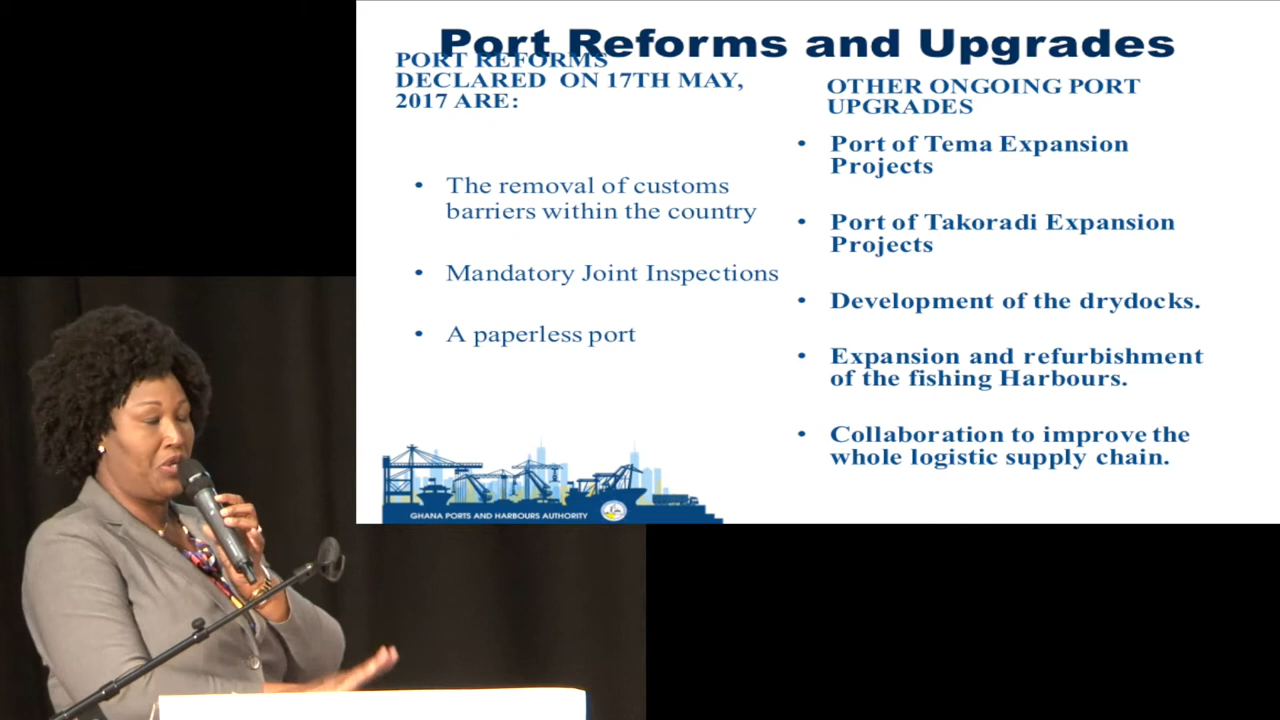 Port Reforms and Upgrades
PORT REFORMS
DECLARED ON 17TH MAY,
2017 ARE:
• The removal of customs
barriers within the country
• Mandatory Joint Inspections
• A paperless port
OTHER ONGOING PORT
UPGRADES
• Port of Tema Expansion
Projects
• Port of Takoradi Expansion
Projects
• Development of the drydocks.
• Expansion and refurbishment
of the fishing Harbours.
• Collaboration to improve the
whole logistic supply chain.
GHANA PORTS AND HARBOURS AUTHORITY